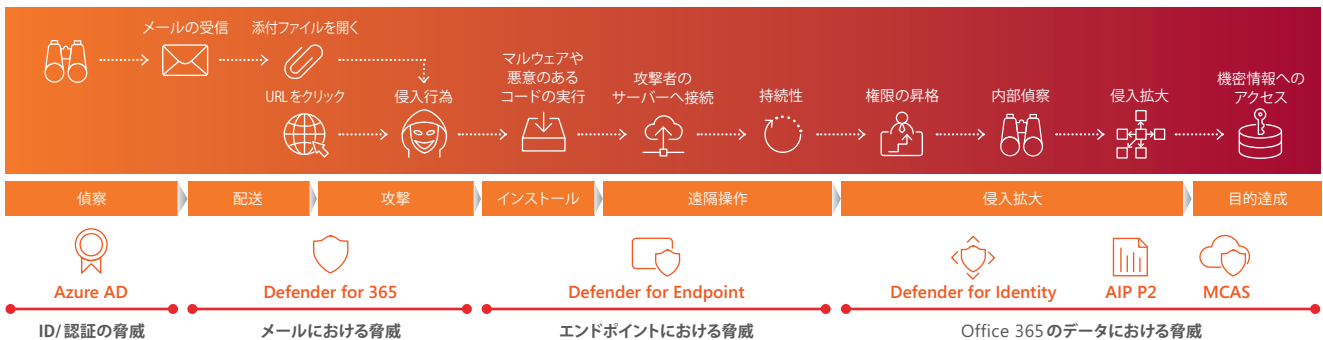 メールの受信
添付ファイルを開く
URLをクリック
侵入行為
マルウェアや
悪意のある
コードの実行
攻撃者の
サーバーへ接続
持続性
権限の昇格
内部偵察
侵入拡大
機密情報への
アクセス
偵察
配送
攻撃
インストール
遠隔操作
侵入拡大
目的達成
Azure AD
Defender for 365
Defender for Endpoint
Defender for Identity
AIP P2
MCAS
ID/認証の脅威
メールにおける脅威
エンドポイントにおける脅威
Office 365のデータにおける脅威